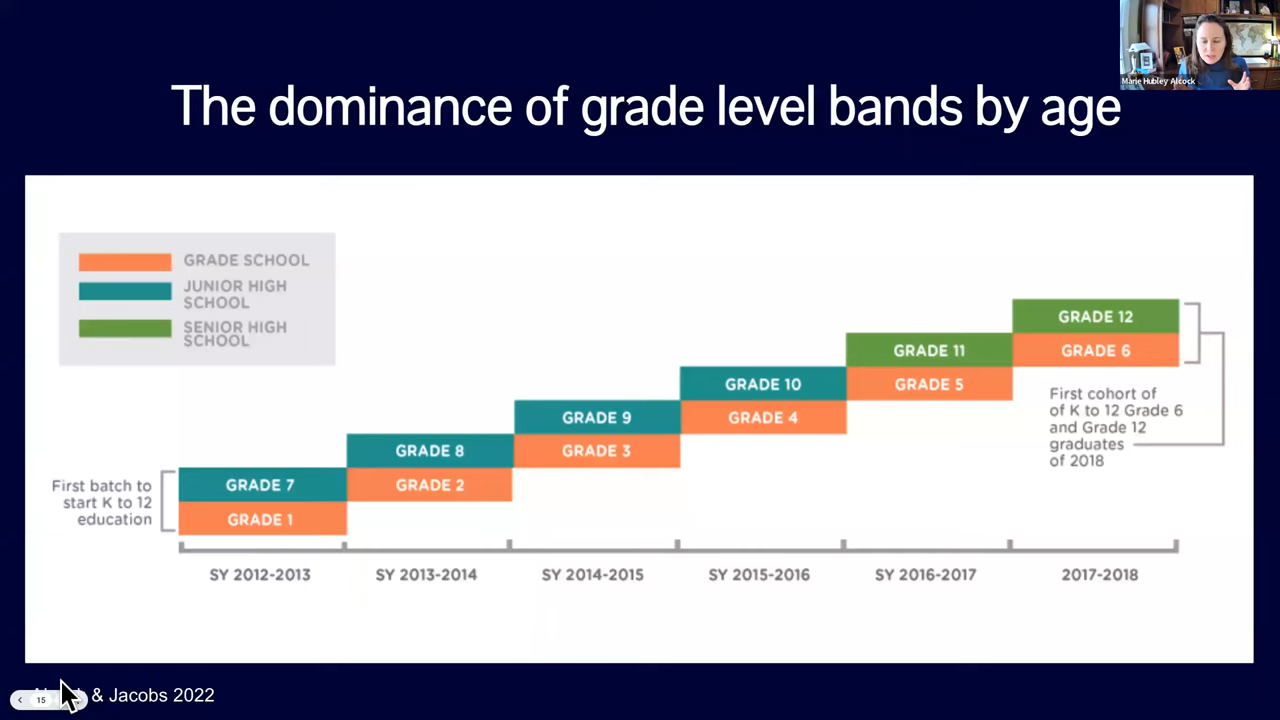 Marie Hubley Alcock
The dominance of grade level bands by age
GRADE SCHOOL
JUNIOR HIGH
SCHOOL
SENIOR HIGH
SCHOOL
GRADE 12
GRADE 11
GRADE 6
GRADE 10
GRADE 5
First cohort of
of K to 12 Grade 6
and Grade 12
graduates
of 2018
GRADE 9
GRADE 4
GRADE 8
GRADE 3
First batch to
start K to 12
education
GRADE 7
GRADE 2
GRADE 1
SY 2012-2013
SY 2013-2014
SY 2014-2015
SY 2015-2016
SY 2016-2017
2017-2018
15
& Jacobs 2022